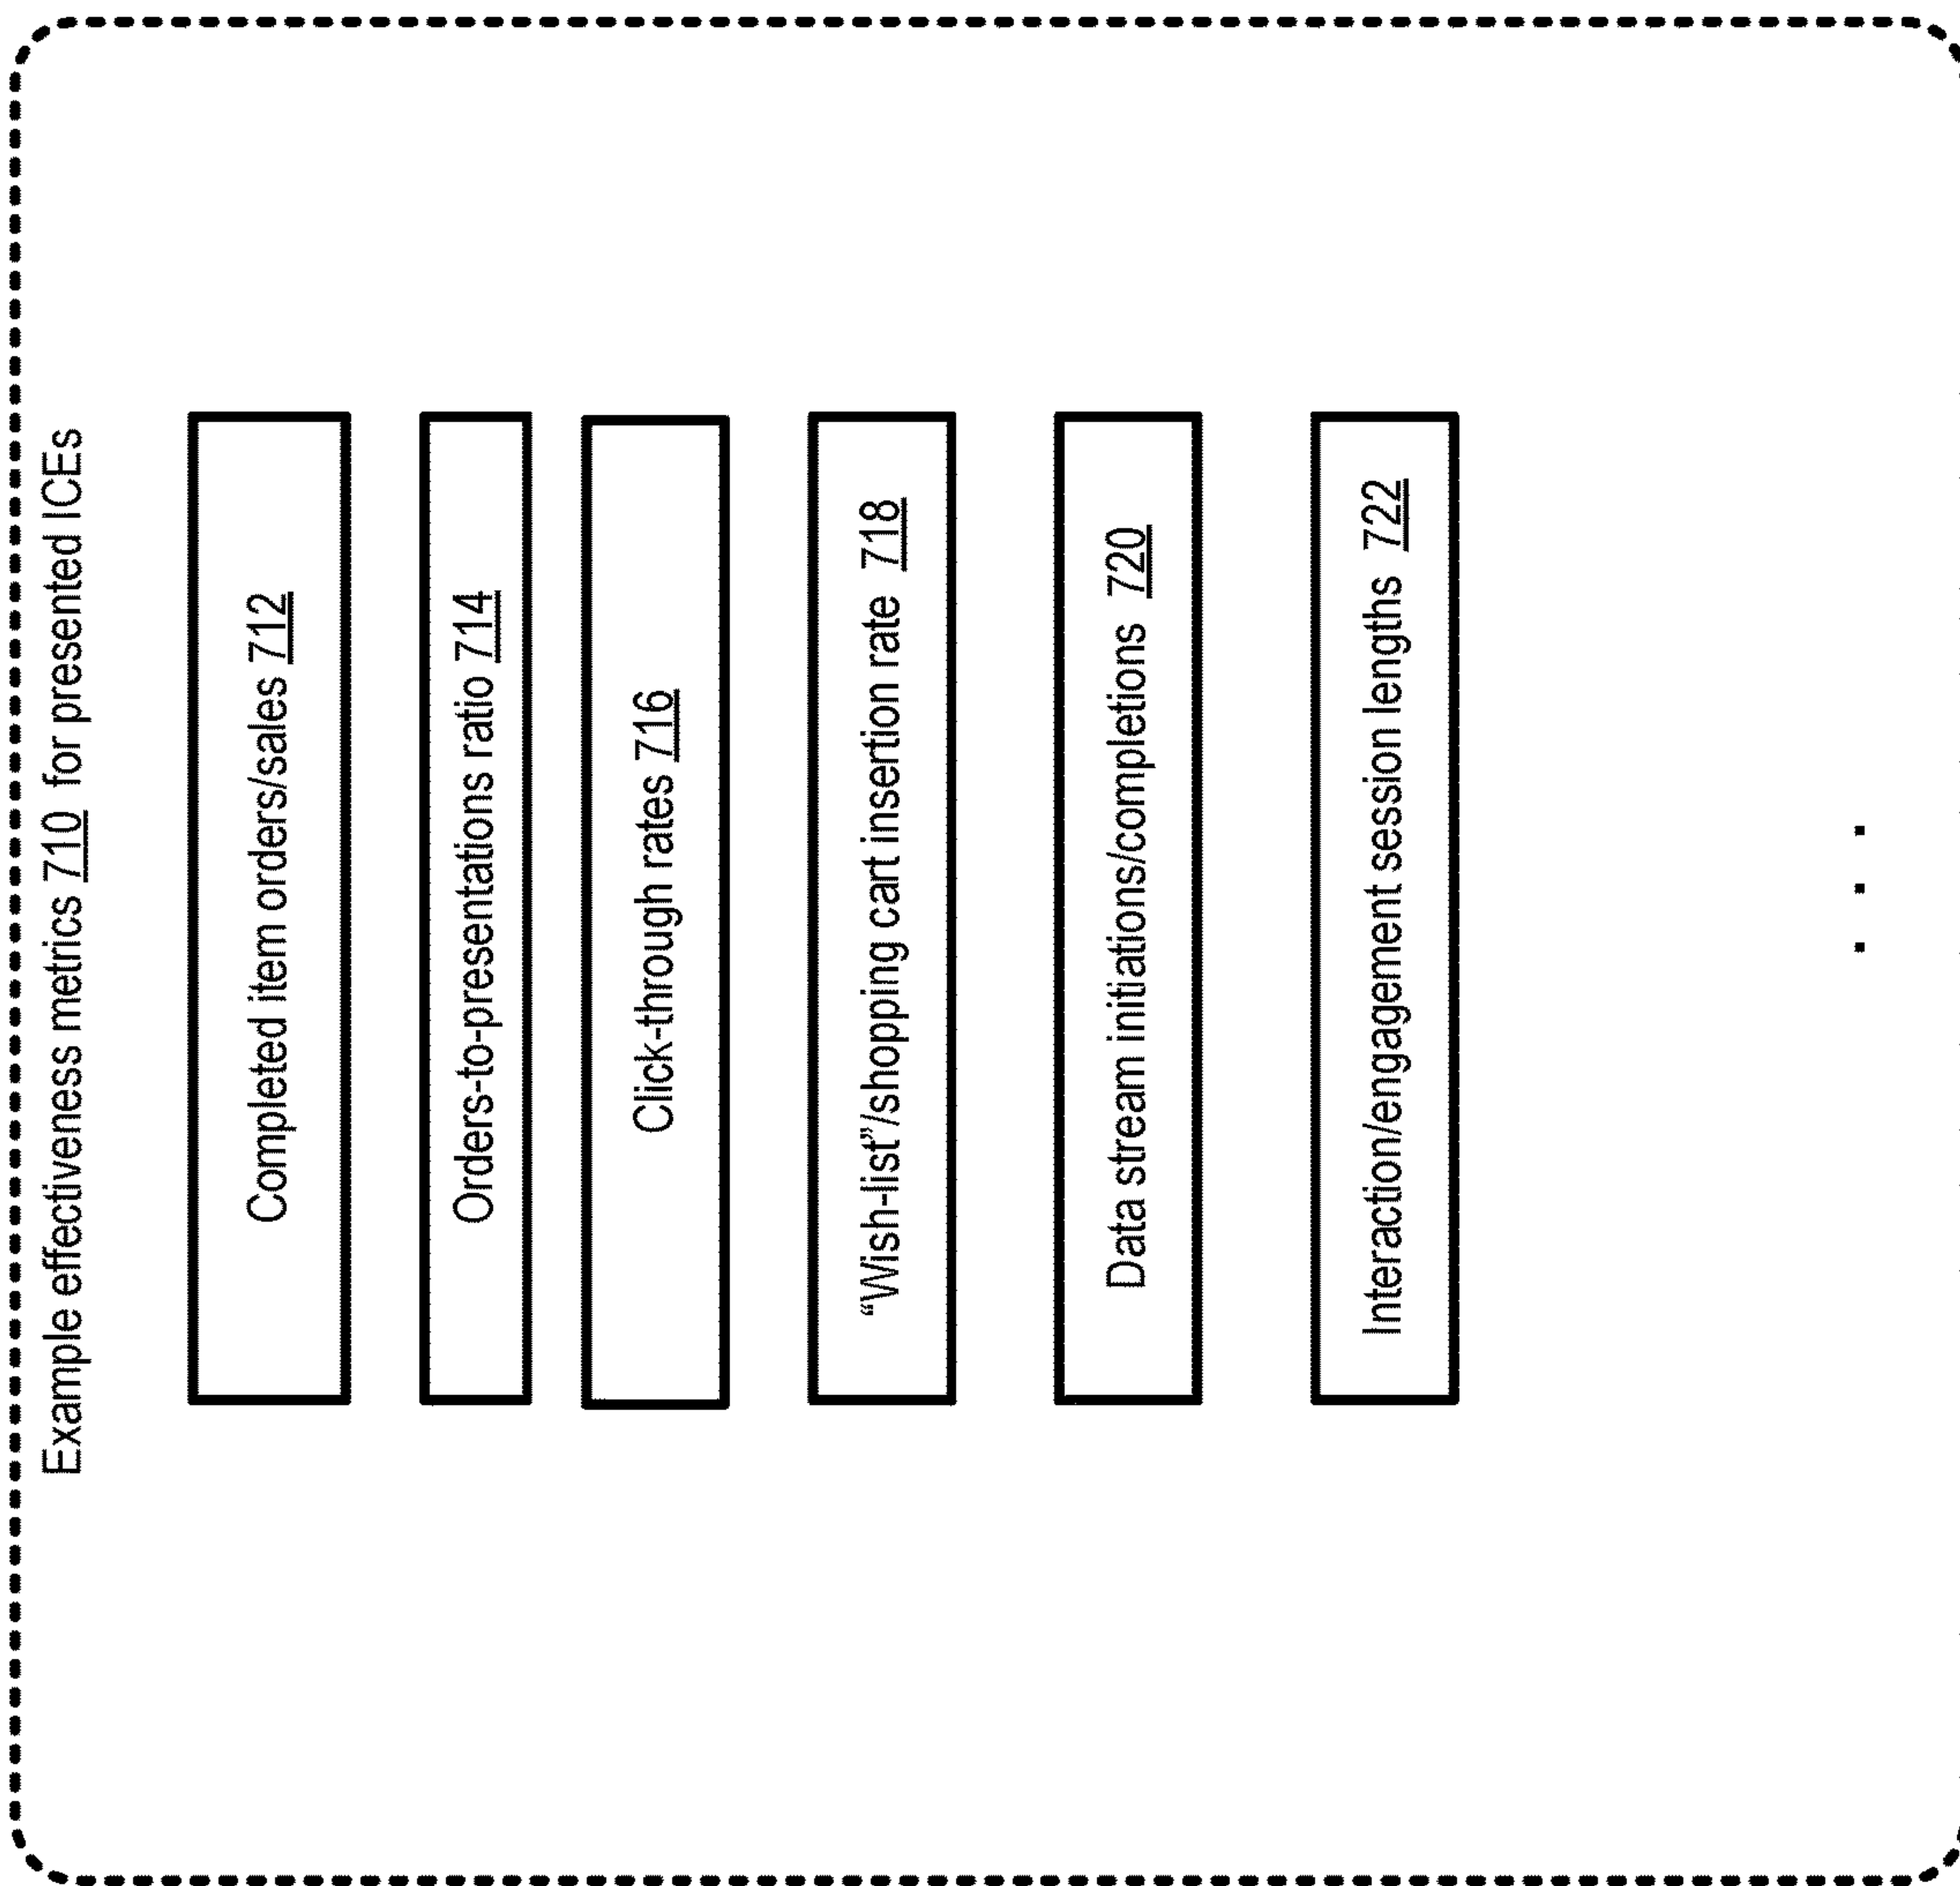 Example effectiveness metrics 710 for presented ICEs
Completed item orders/sales 712
Orders-to-presentations ratio 714
Click-through rates 716
“Wish-list”/shopping cart insertion rate 718
Data stream initiations/completions 720
Interaction/engagement session lengths 722
. . .